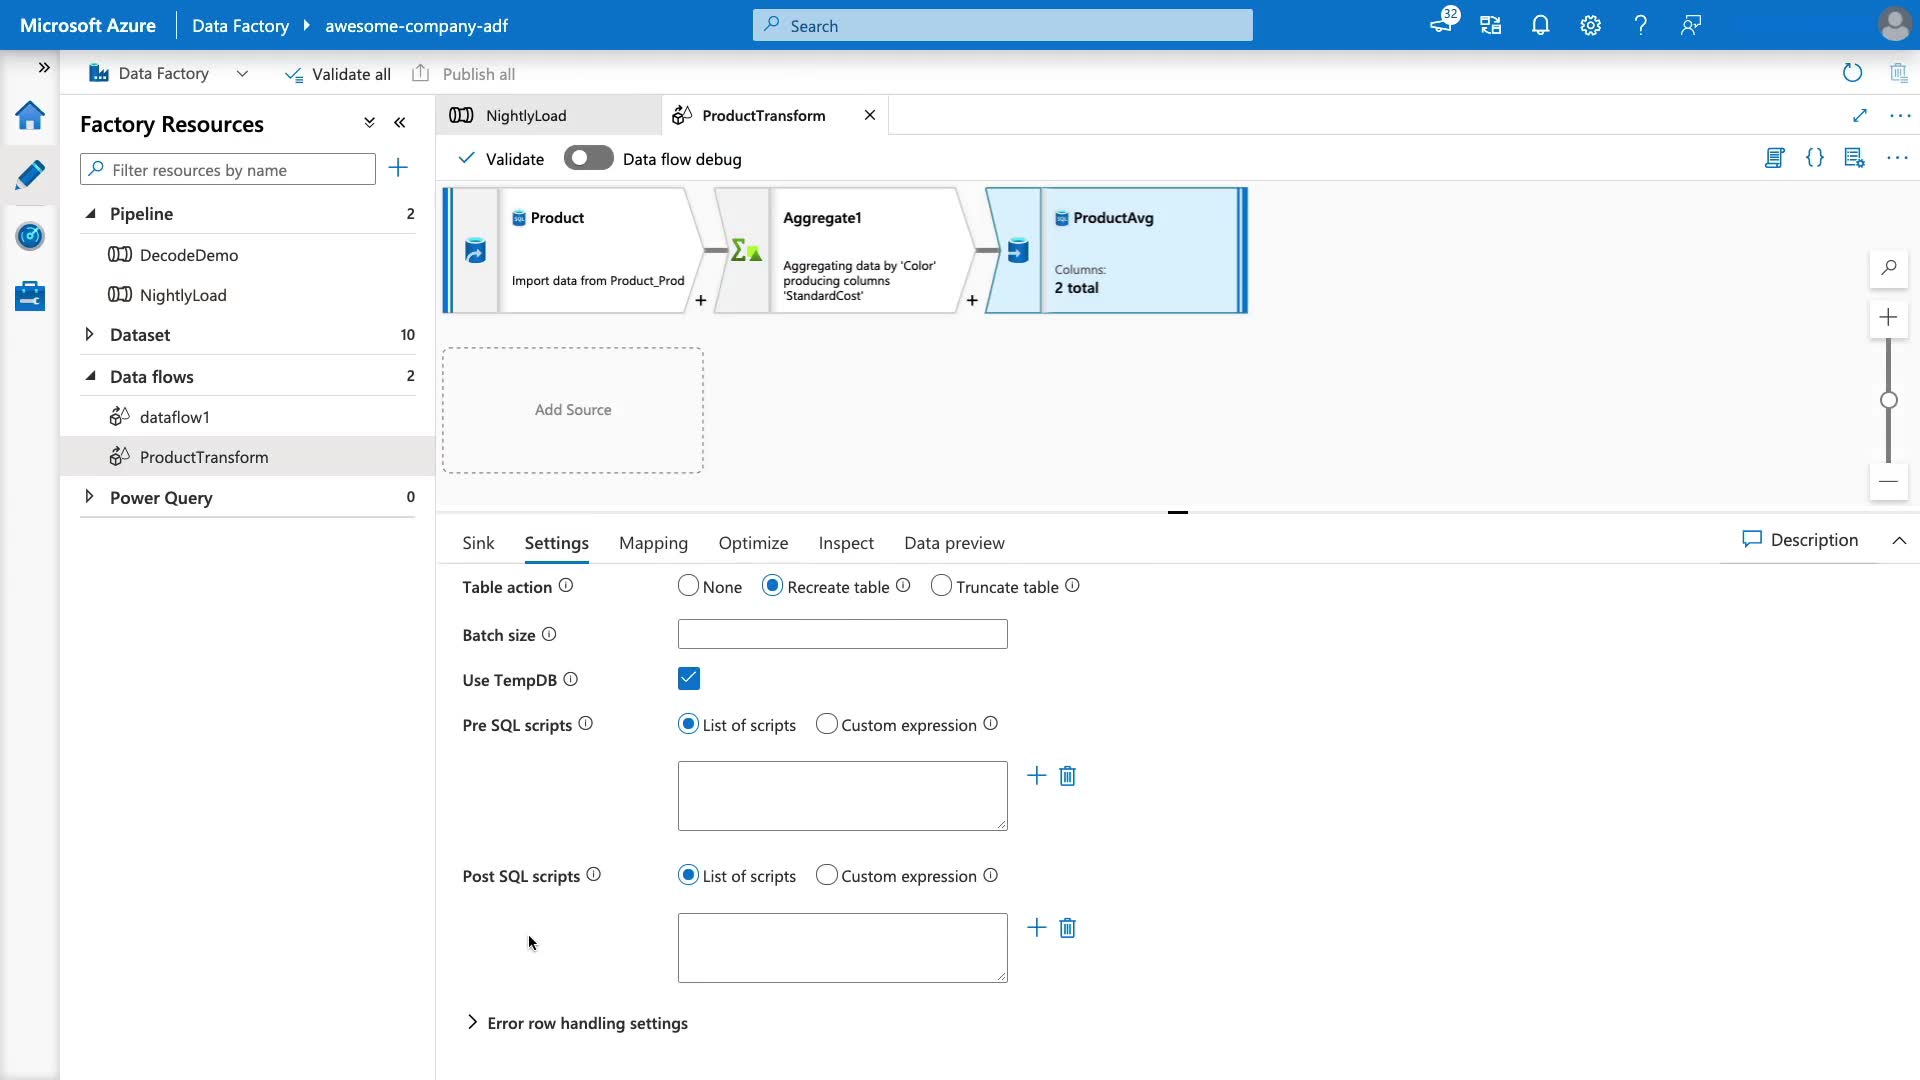 Microsoft Azure
Data Factory
awesome-company-adf
Search
32
Data Factory
Validate all
Publish all
Factory Resources
Filter resources by name
Pipeline 2
DecodeDemo
NightlyLoad
Dataset 10
Data flows 2
dataflow1
ProductTransform
Power Query 0
NightlyLoad
ProductTransform
Validate
Data flow debug
Product
Import data from Product_Prod
Aggregate1
Aggregating data by 'Color'
producing columns
'StandardCost'
ProductAvg
Columns:
2 total
Add Source
Sink
Settings
Mapping
Optimize
Inspect
Data preview
Description
Table action
None
Recreate table
Truncate table
Batch size
Use TempDB
Pre SQL scripts
List of scripts
Custom expression
Post SQL scripts
List of scripts
Custom expression
Error row handling settings